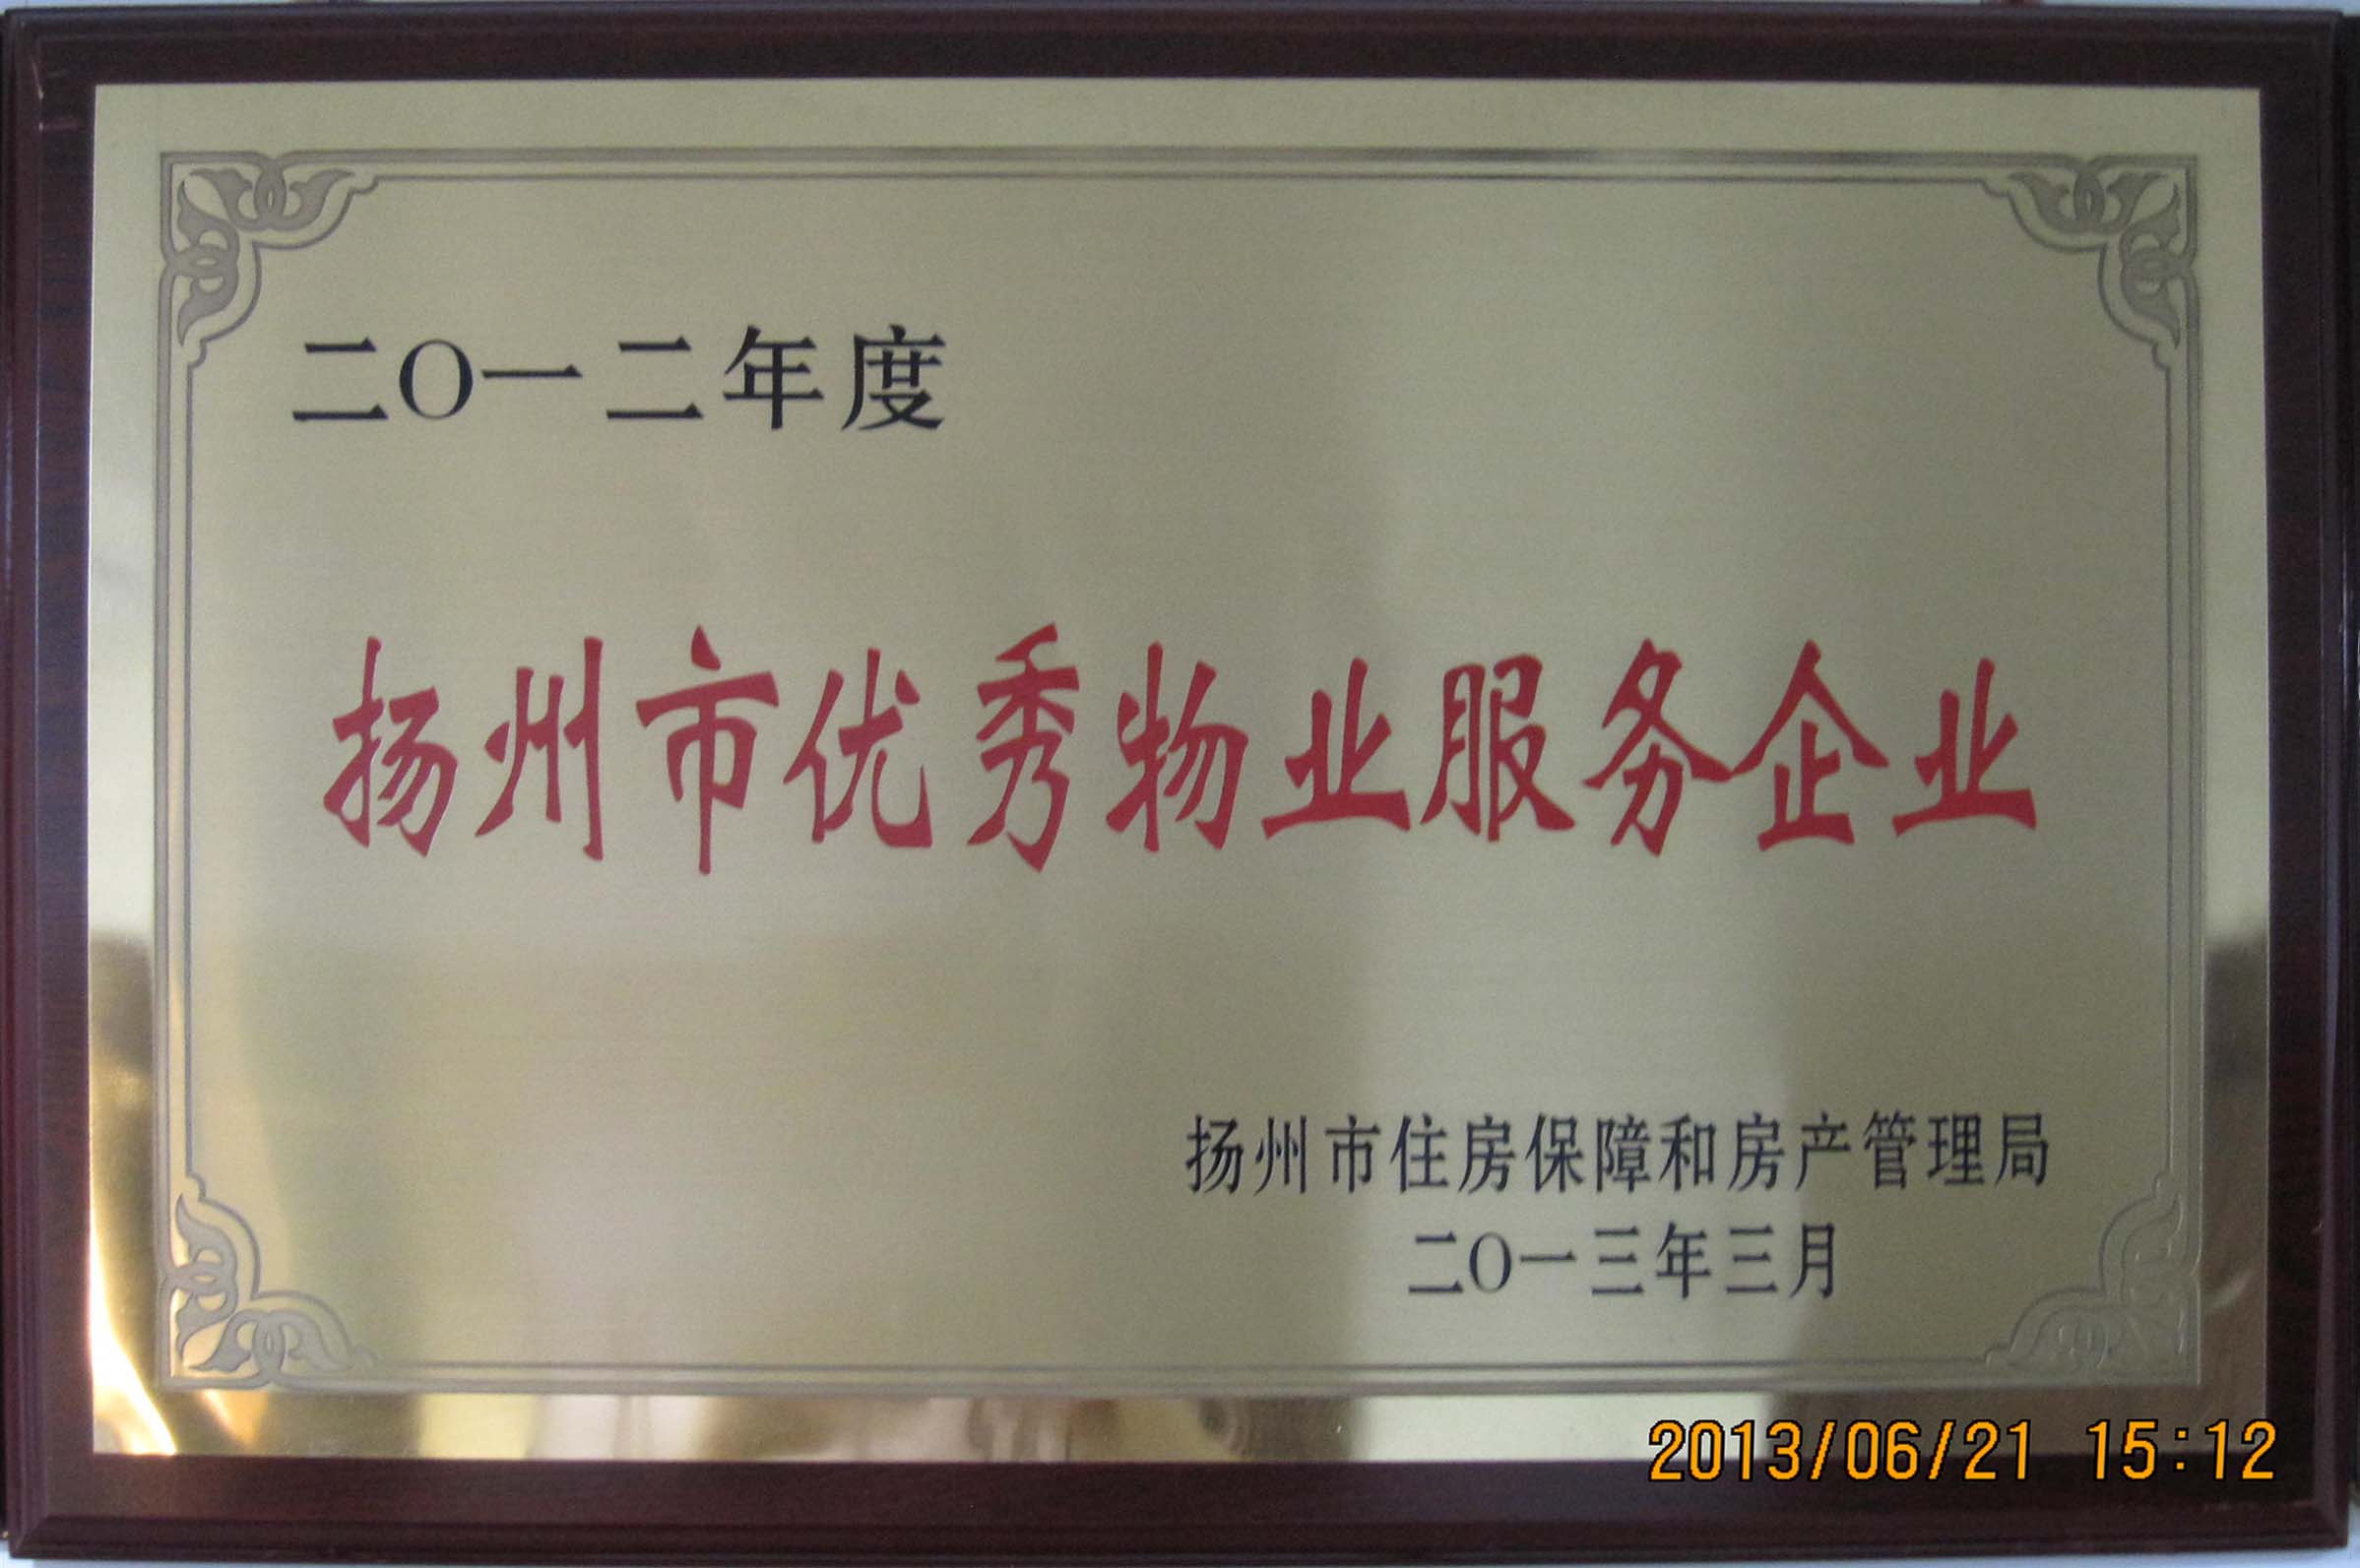 二〇一二年度
扬州市优秀物业服务企业
扬州市住房保障和房产管理局
二〇一三年三月
2013/06/21 15:12